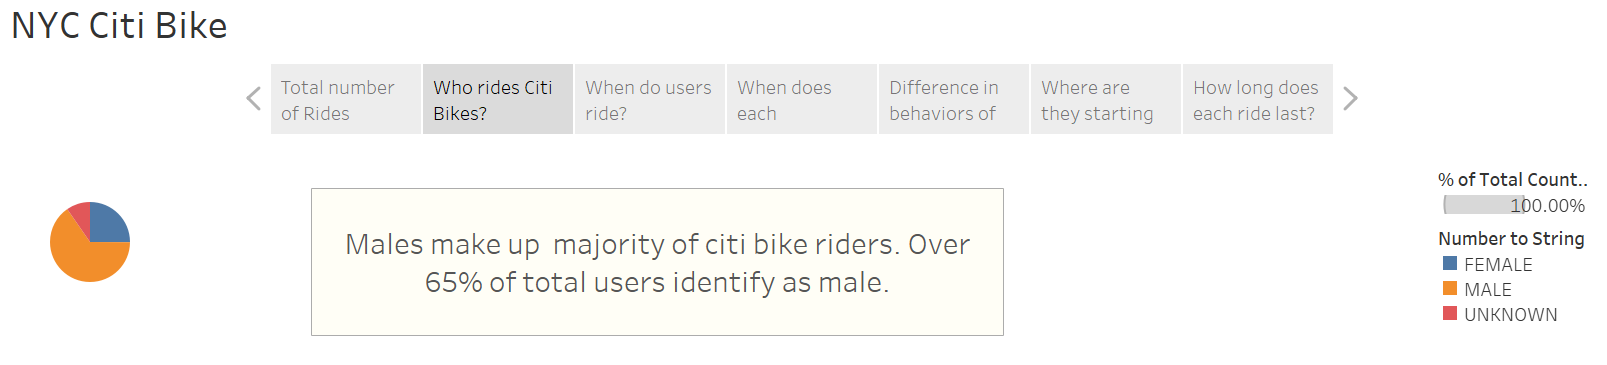 NYC Citi Bike
Total number
of Rides
Who rides Citi
Bikes?
When do users
ride?
When does
each
Difference in
behaviors of
Where are
they starting
How long does
each ride last?
Males make up  majority of citi bike riders. Over
65% of total users identify as male.
% of Total Count..
100.00%
Number to String
FEMALE
MALE
UNKNOWN